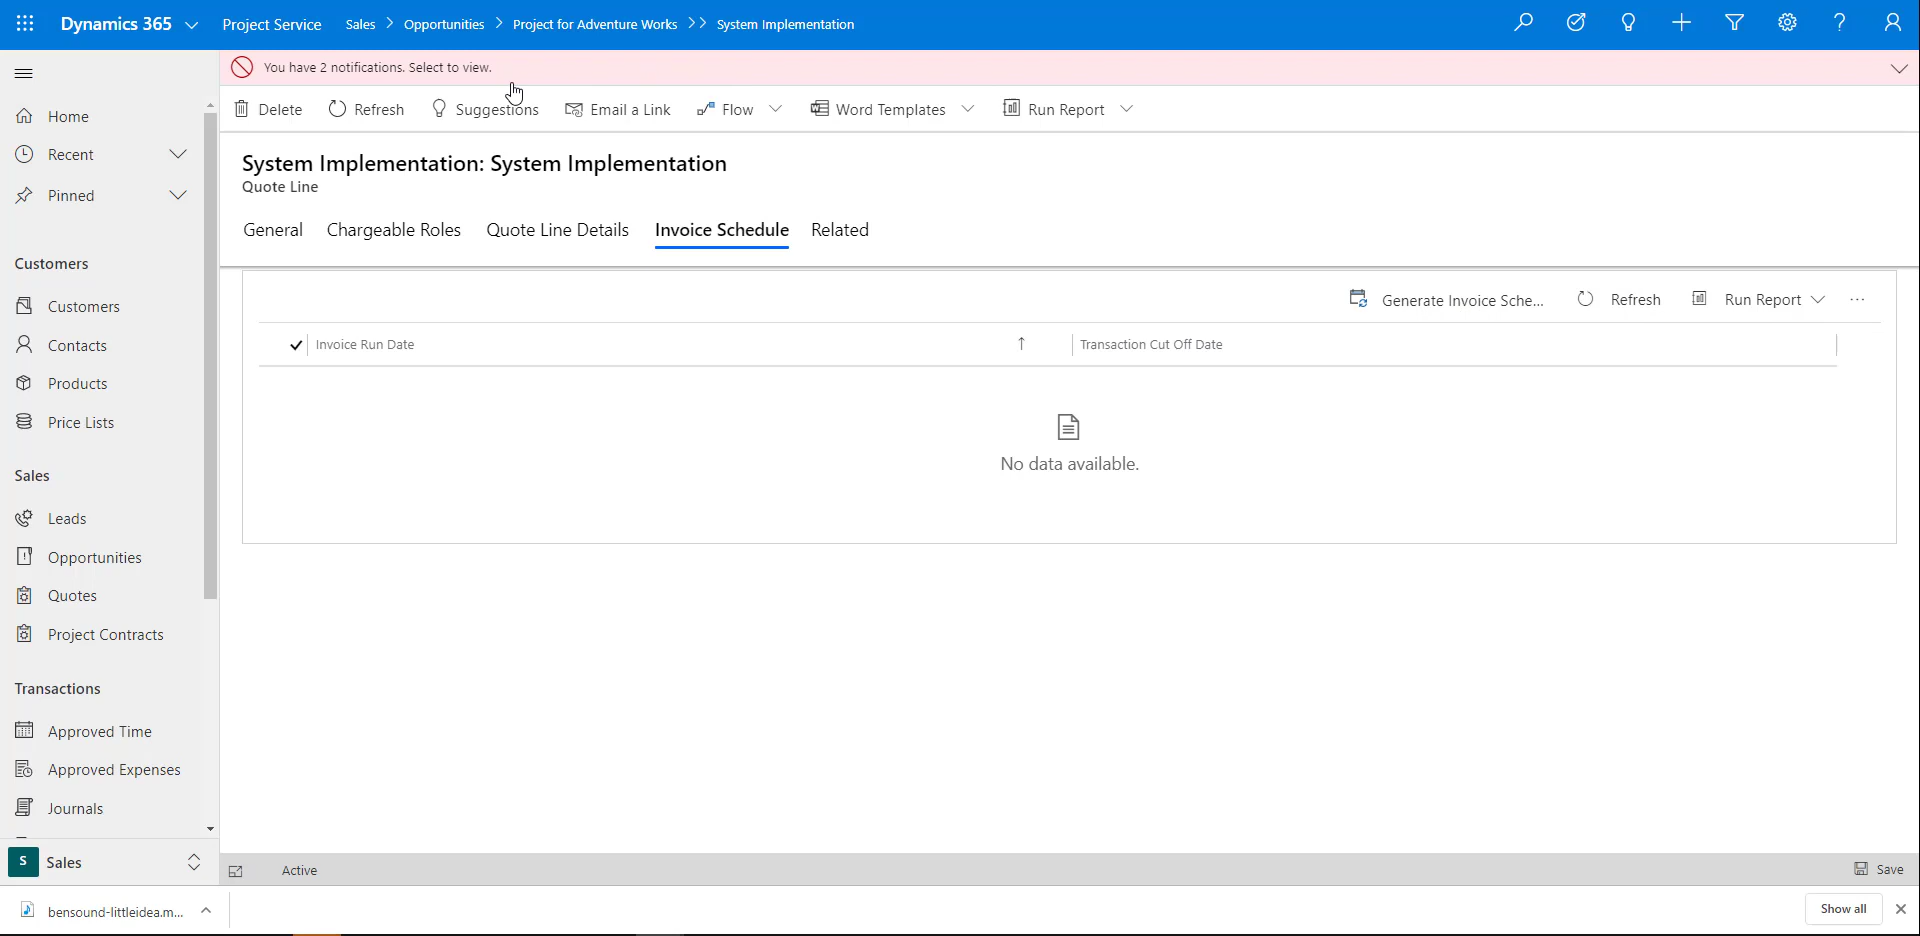 Dynamics 365
Project Service
Sales > Opportunities > Project for Adventure Works >> System Implementation
You have 2 notifications. Select to view.
Delete
Refresh
Suggestions
Email a Link
Flow
Word Templates
Run Report
System Implementation: System Implementation
Quote Line
General
Chargeable Roles
Quote Line Details
Invoice Schedule
Related
Generate Invoice Sche...
Refresh
Run Report
Invoice Run Date
Transaction Cut Off Date
No data available.
Home
Recent
Pinned
Customers
Customers
Contacts
Products
Price Lists
Sales
Leads
Opportunities
Quotes
Project Contracts
Transactions
Approved Time
Approved Expenses
Journals
S
Sales
Active
Save
bensound-littleidea.m...
Show all